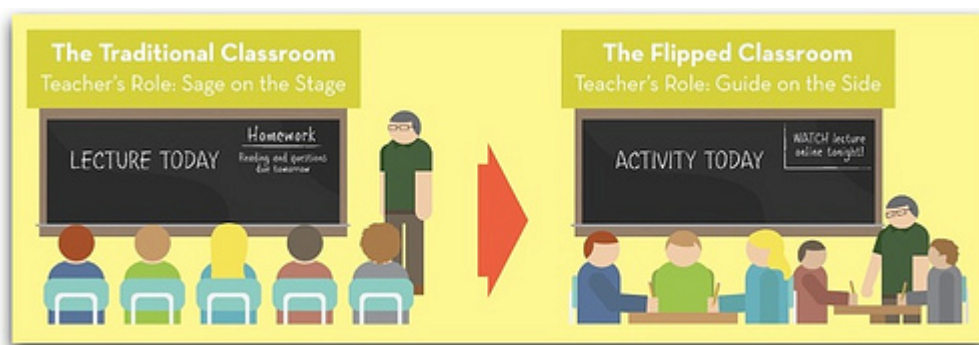 The Traditional Classroom
Teacher's Role: Sage on the Stage
LECTURE TODAY
Homework
Reading and questions
due tomorrow
The Flipped Classroom
Teacher's Role: Guide on the Side
ACTIVITY TODAY
WATCH lecture
online tonight!